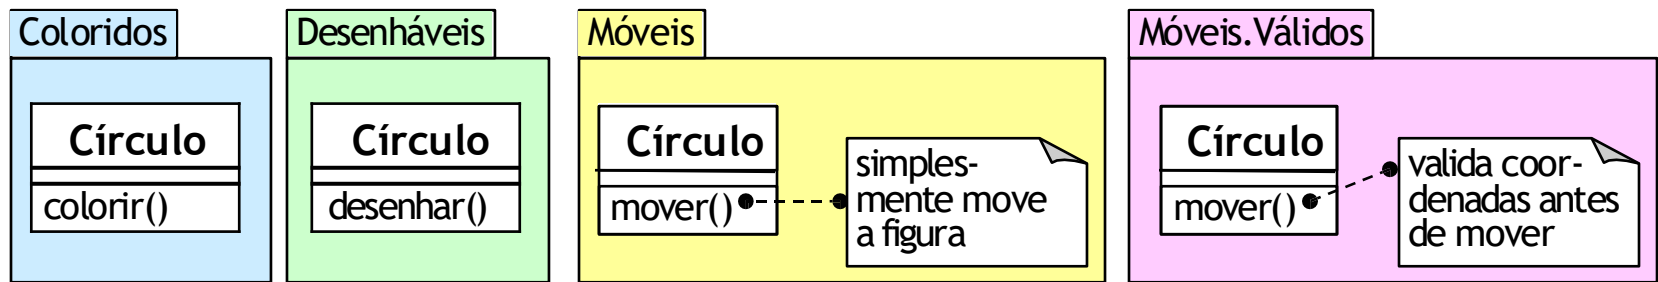 Coloridos
Círculo
colorir()
Desenháveis
Círculo
desenhar()
Móveis
Círculo
mover()
simples-
mente move
a figura
Móveis.Válidos
Círculo
mover()
valida coor-
denadas antes
de mover